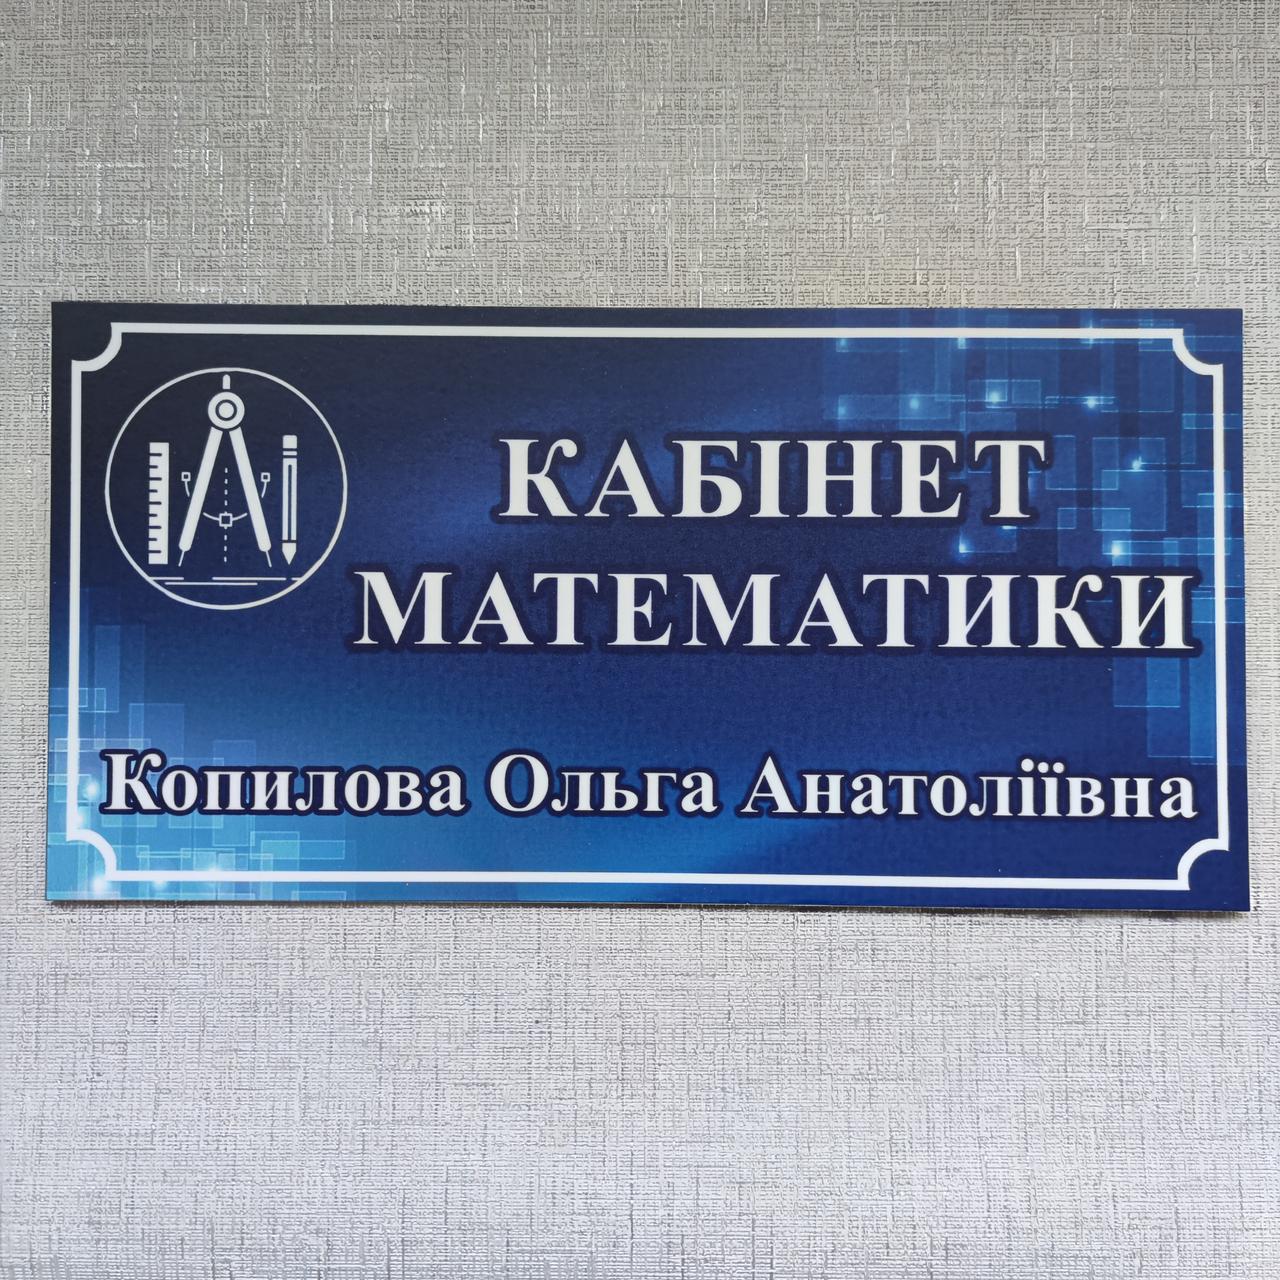 КАБІНЕТ
МАТЕМАТИКИ
Копилова Ольга Анатоліївна